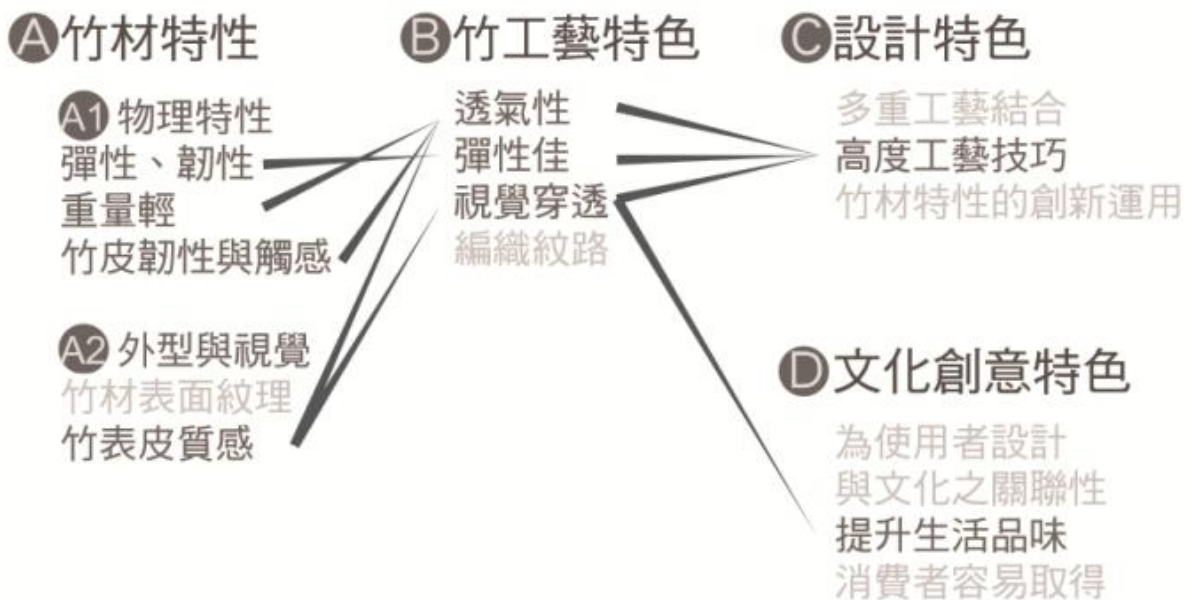 A 竹材特性
A1 物理特性
彈性、韌性
重量輕
竹皮韌性與觸感
A2 外型與視覺
竹材表面紋理
竹表皮質感
B 竹工藝特色
透氣性
彈性佳
視覺穿透
編織紋路
C 設計特色
多重工藝結合
高度工藝技巧
竹材特性的創新運用
D 文化創意特色
為使用者設計
與文化之關聯性
提升生活品味
消費者容易取得